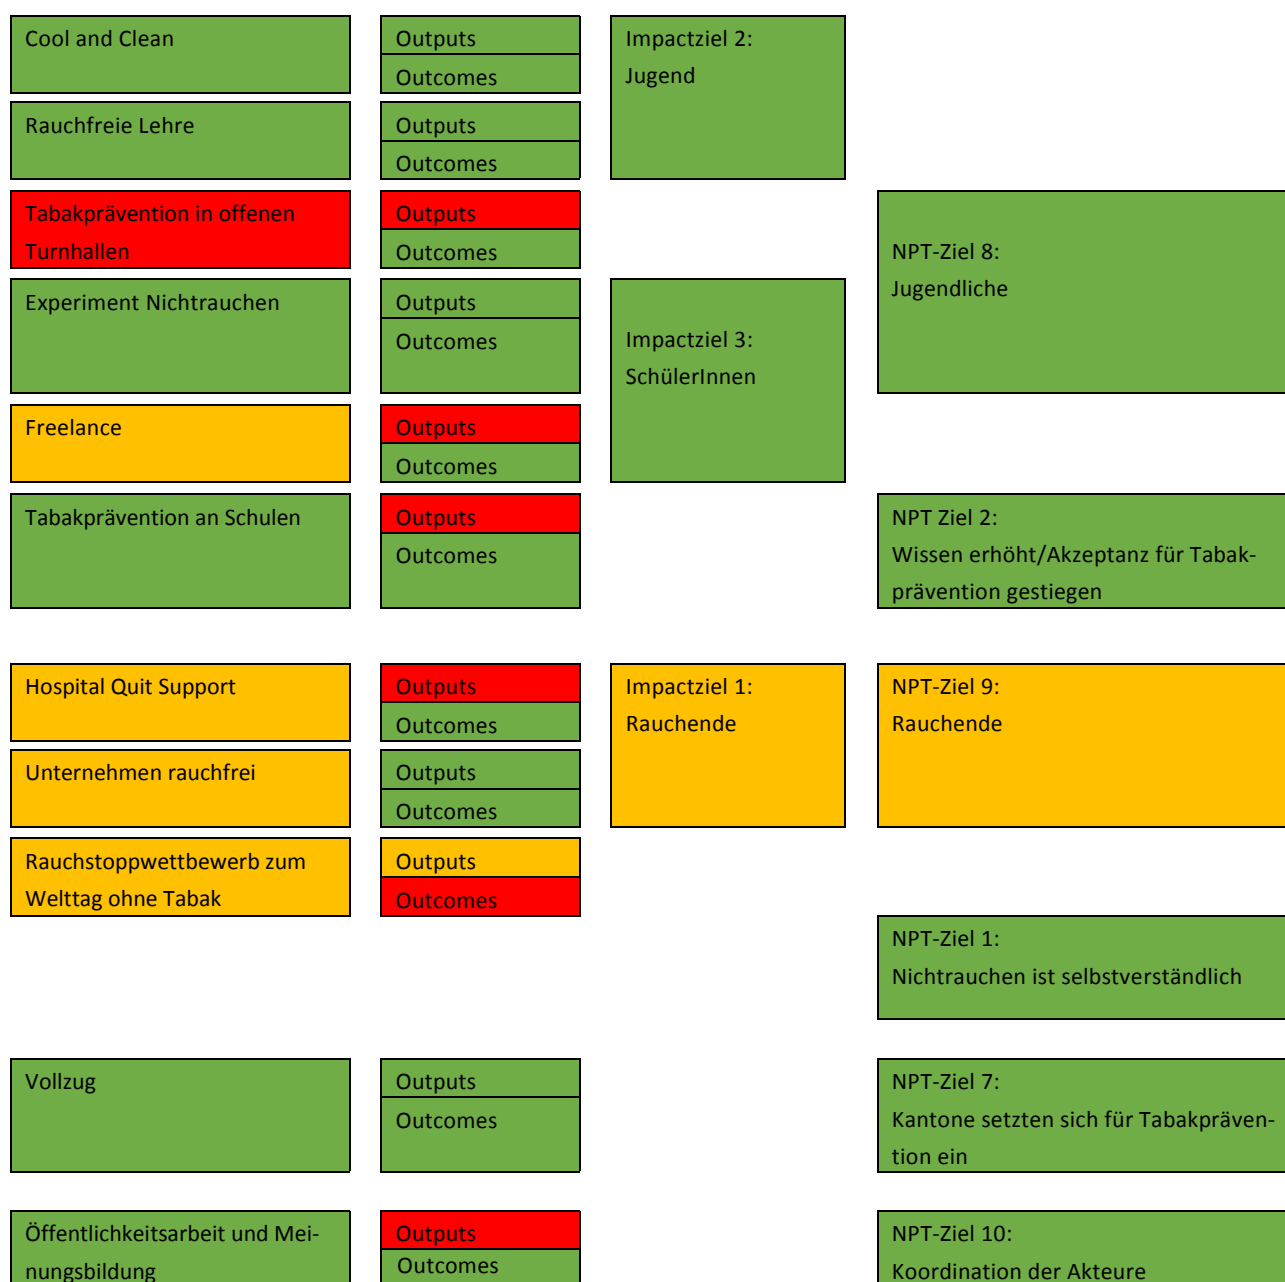 Cool and Clean
Outputs
Outcomes
Impactziel 2:
Jugend
Rauchfreie Lehre
Outputs
Outcomes
Tabakprävention in offenen
Turnhallen
Outputs
Outcomes
NPT-Ziel 8:
Jugendliche
Experiment Nichtrauchen
Outputs
Outcomes
Impactziel 3:
SchülerInnen
Freelance
Outputs
Outcomes
Tabakprävention an Schulen
Outputs
Outcomes
NPT Ziel 2:
Wissen erhöht/Akzeptanz für Tabak-
prävention gestiegen
Hospital Quit Support
Outputs
Outcomes
Impactziel 1:
Rauchende
NPT-Ziel 9:
Rauchende
Unternehmen rauchfrei
Outputs
Outcomes
Rauchstoppwettbewerb zum
Welttag ohne Tabak
Outputs
Outcomes
NPT-Ziel 1:
Nichtrauchen ist selbstverständlich
Vollzug
Outputs
Outcomes
NPT-Ziel 7:
Kantone setzten sich für Tabakpräven-
tion ein
Öffentlichkeitsarbeit und Mei-
nungsbildung
Outputs
Outcomes
NPT-Ziel 10:
Koordination der Akteure